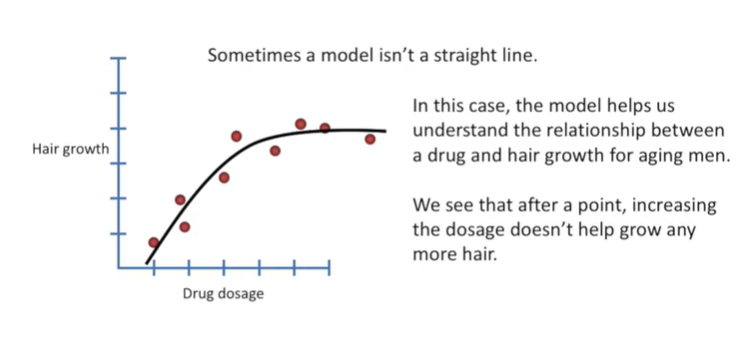 Sometimes a model isn't a straight line.
Hair growth
In this case, the model helps us
understand the relationship between
a drug and hair growth for aging men.
We see that after a point, increasing
the dosage doesn't help grow any
more hair.
Drug dosage